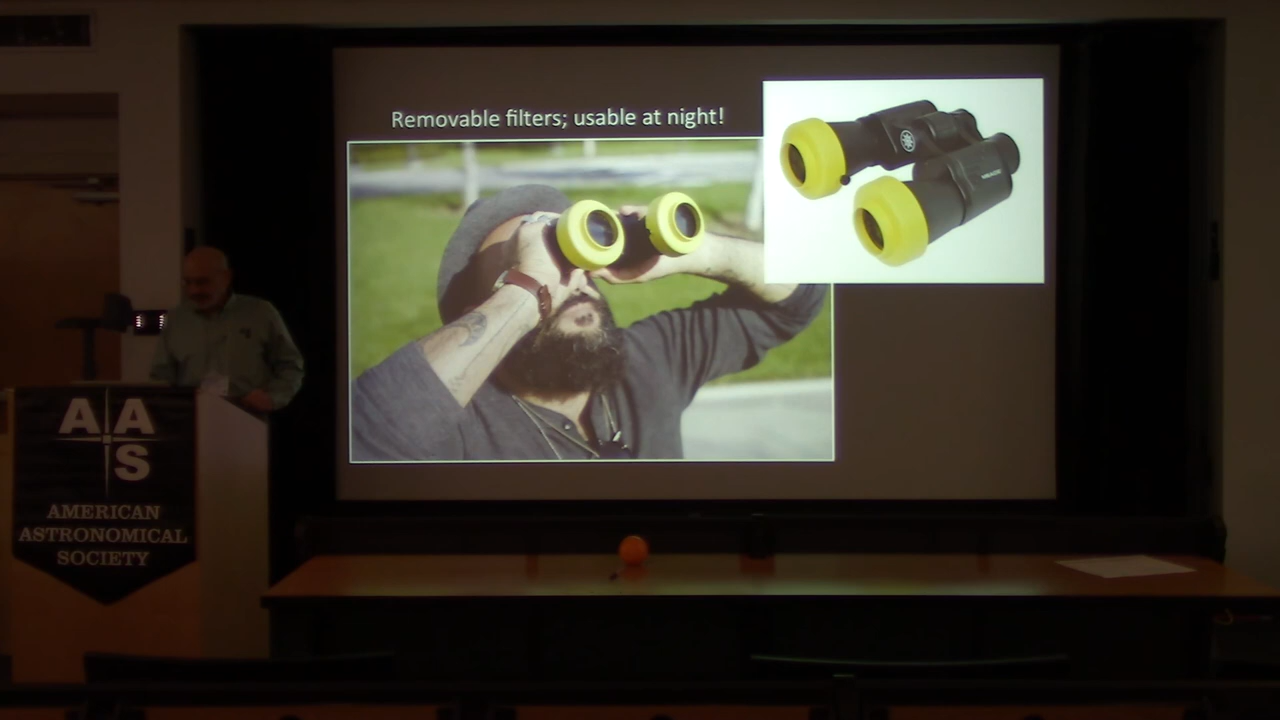 Removable filters; usable at night!
A A
S
AMERICAN
ASTRONOMICAL
SOCIETY